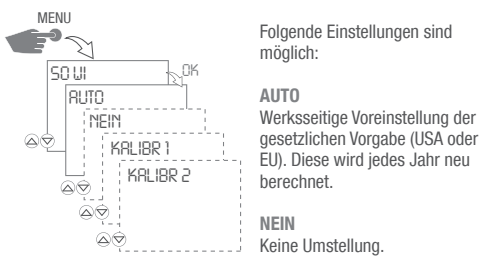 MENU
SO WI
OK
AUTO
NEIN
KALIBR 1
KALIBR 2
Folgende Einstellungen sind
möglich:
AUTO
Werksseitige Voreinstellung der
gesetzlichen Vorgabe (USA oder
EU). Diese wird jedes Jahr neu
berechnet.
NEIN
Keine Umstellung.